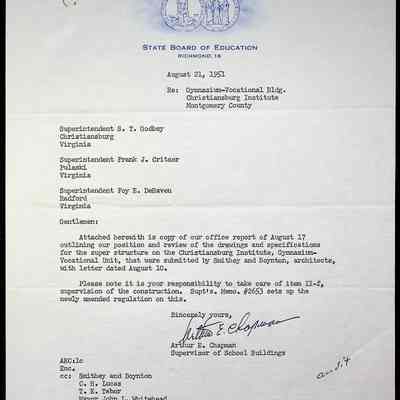 STATE BOARD OF EDUCATION
RICHMOND, 16
August 21, 1951
Re: Gymnasium-Vocational Bldg.
Christiansburg Institute
Montgomery County
Superintendent S. T. Godbey
Christiansburg
Virginia
Superintendent Frank J. Critzer
Pulaski
Virginia
Superintendent Foy E. DeHaven
Radford
Virginia
Gentlemen:
Attached herewith is copy of our office report of August 17
outlining our position and review of the drawings and specifications
for the super structure on the Christiansburg Institute, Gymnasium-
Vocational Unit, that were submitted by Smithey and Boynton, architects,
with letter dated August 10.
Please note it is your responsibility to take care of item II-f,
supervision of the construction. Supt's. Memo. #2653 sets up the
newly amended regulation on this.
Sincerely yours,
Arthur E. Chapman
Arthur E. Chapman
Supervisor of School Buildings
AEC:lc
Enc.
cc: Smithey and Boynton
C. H. Lucas
T. E. Tabor
John L. Whitehead